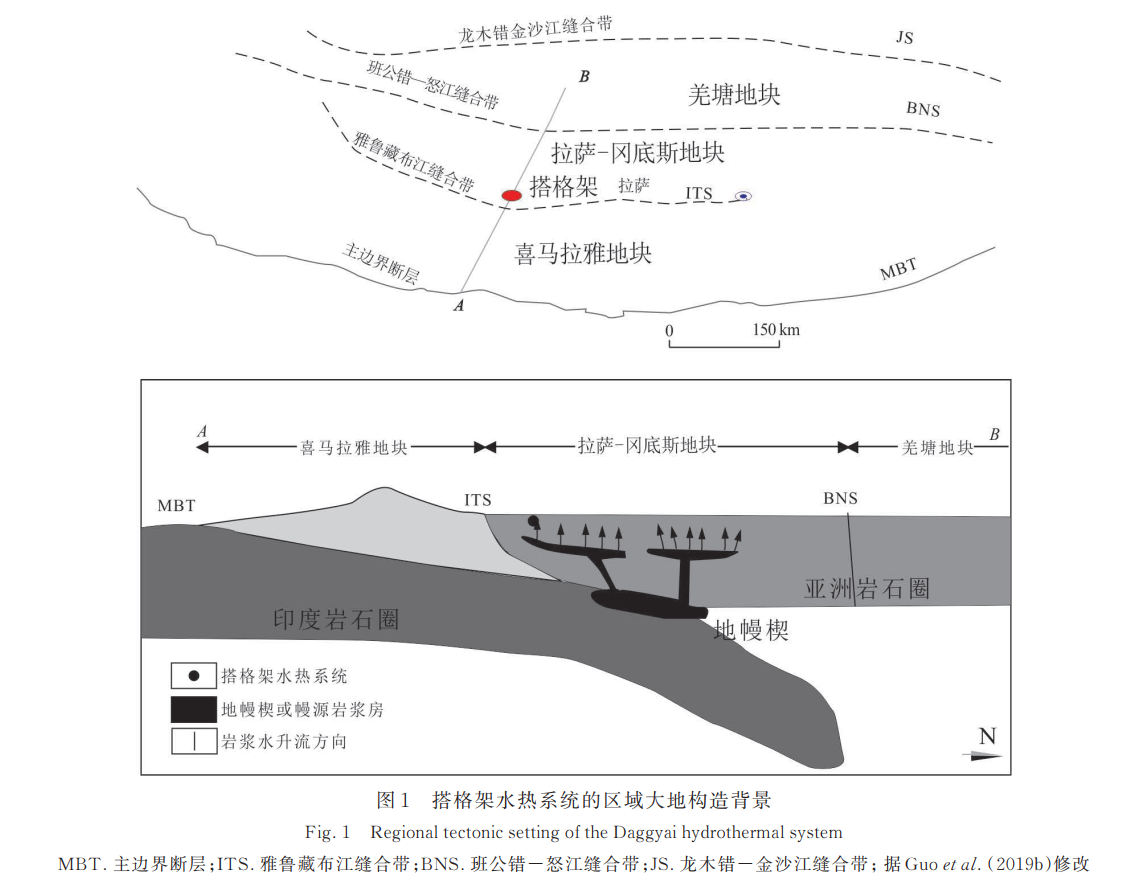 龙木错金沙江缝合带
JS
班公错一怒江缝合带
B
羌塘地块
BNS
雅鲁藏布江缝合带
拉萨-冈底斯地块
搭格架
拉萨
ITS
喜马拉雅地块
主边界断层
MBT
A
0 150 km
A
喜马拉雅地块
拉萨-冈底斯地块
羌塘地块
B
MBT
ITS
BNS
亚洲岩石圈
印度岩石圈
地幔楔
搭格架水热系统
地幔楔或幔源岩浆房
岩浆水升流方向
N
图1 搭格架水热系统的区域大地构造背景
Fig. 1 Regional tectonic setting of the Daggyai hydrothermal system
MBT. 主边界断层;ITS. 雅鲁藏布江缝合带;BNS. 班公错－怒江缝合带;JS. 龙木错－金沙江缝合带; 据Guo et al. (2019b)修改